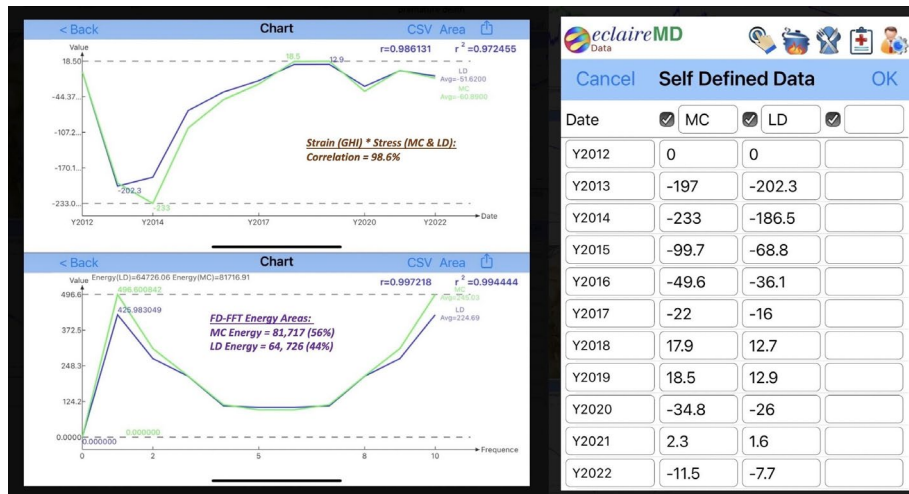 < Back Chart CSV Area
Value r=0.986131 r²=0.972455
18.50 18.5 12.9
LD
Avg=-51.6200
MC
Avg=-60.8900
-44.37...
-107.2...
Strain (GHI) * Stress (MC & LD):
Correlation = 98.6%
-170.1...
-202.3
-233.0... -233
Date
Y2012 Y2014 Y2017 Y2020 Y2022
< Back Chart CSV Area
Value Energy(LD)=64726.06 Energy(MC)=81716.91 r=0.997218 r²=0.994444
MC
496.6 496.600842
425.983049 LD
Avg=224.69
FD-FFT Energy Areas:
MC Energy = 81,717 (56%)
LD Energy = 64, 726 (44%)
372.5
248.3
124.2
0.0000 0.000000 0.000000
Frequence
0 2 5 8 10
eclaireMD
Data
Cancel Self Defined Data OK
Date MC LD
Y2012 0 0
Y2013 -197 -202.3
Y2014 -233 -186.5
Y2015 -99.7 -68.8
Y2016 -49.6 -36.1
Y2017 -22 -16
Y2018 17.9 12.7
Y2019 18.5 12.9
Y2020 -34.8 -26
Y2021 2.3 1.6
Y2022 -11.5 -7.7